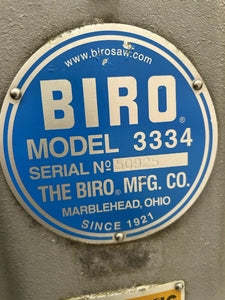 www.birosaw.com
BIRO®
MODEL 3334
SERIAL Nº 50925
THE BIRO® MFG. CO.
MARBLEHEAD, OHIO
SINCE 1921